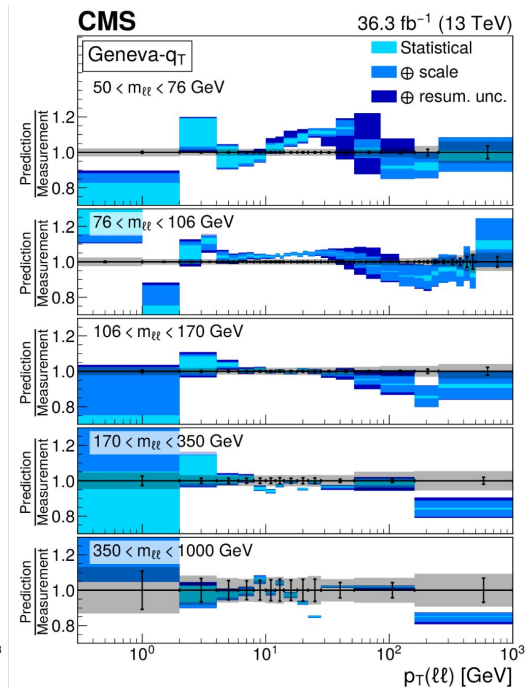 CMS 36.3 fb⁻¹ (13 TeV)
Geneva-q_T
Statistical
⊕ scale
⊕ resum. unc.
50 < m_ℓℓ < 76 GeV
Prediction
Measurement
1.2
1.0
0.8
76 < m_ℓℓ < 106 GeV
Prediction
Measurement
1.2
1.0
0.8
106 < m_ℓℓ < 170 GeV
Prediction
Measurement
1.2
1.0
0.8
170 < m_ℓℓ < 350 GeV
Prediction
Measurement
1.2
1.0
0.8
350 < m_ℓℓ < 1000 GeV
Prediction
Measurement
1.2
1.0
0.8
10⁰ 10¹ 10² 10³
p_T(ℓℓ) [GeV]